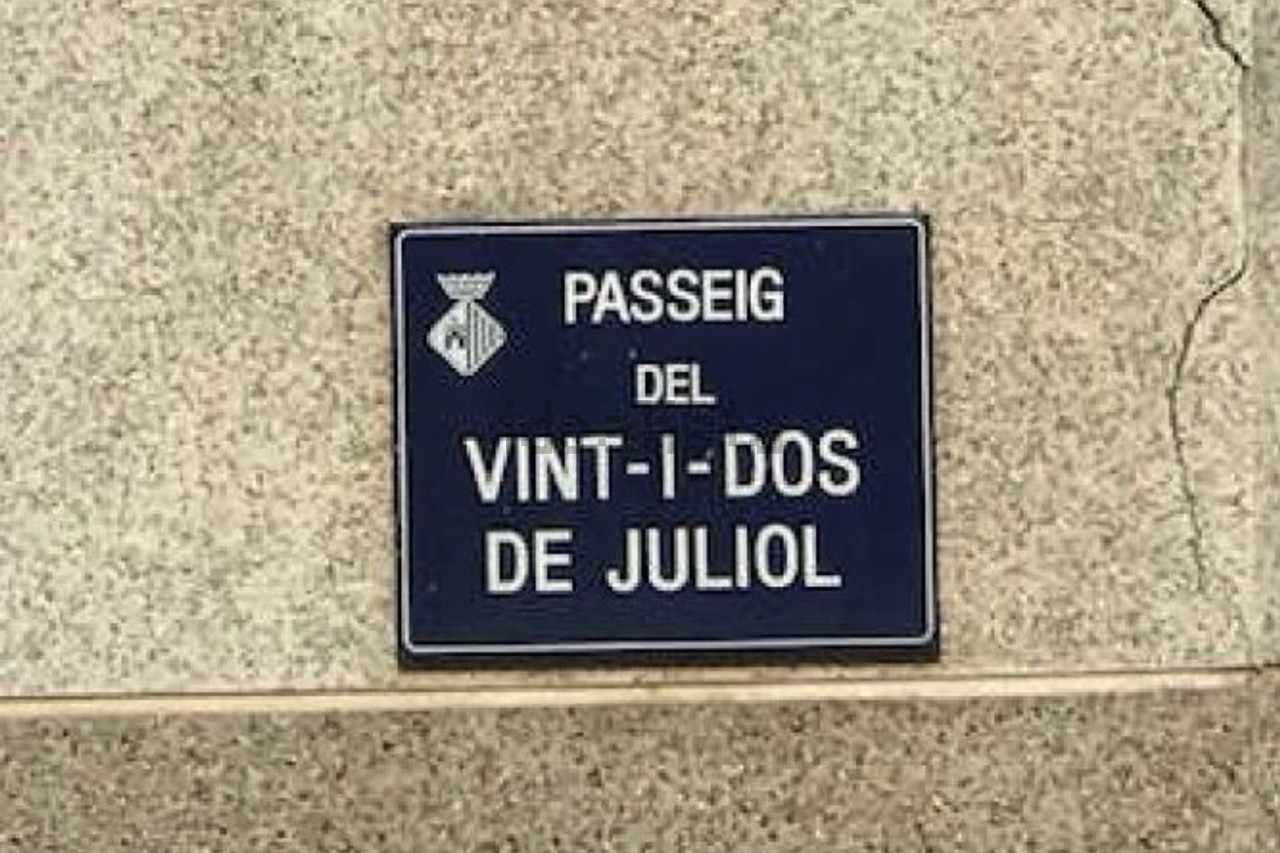 PASSEIG
DEL
VINT-I-DOS
DE JULIOL